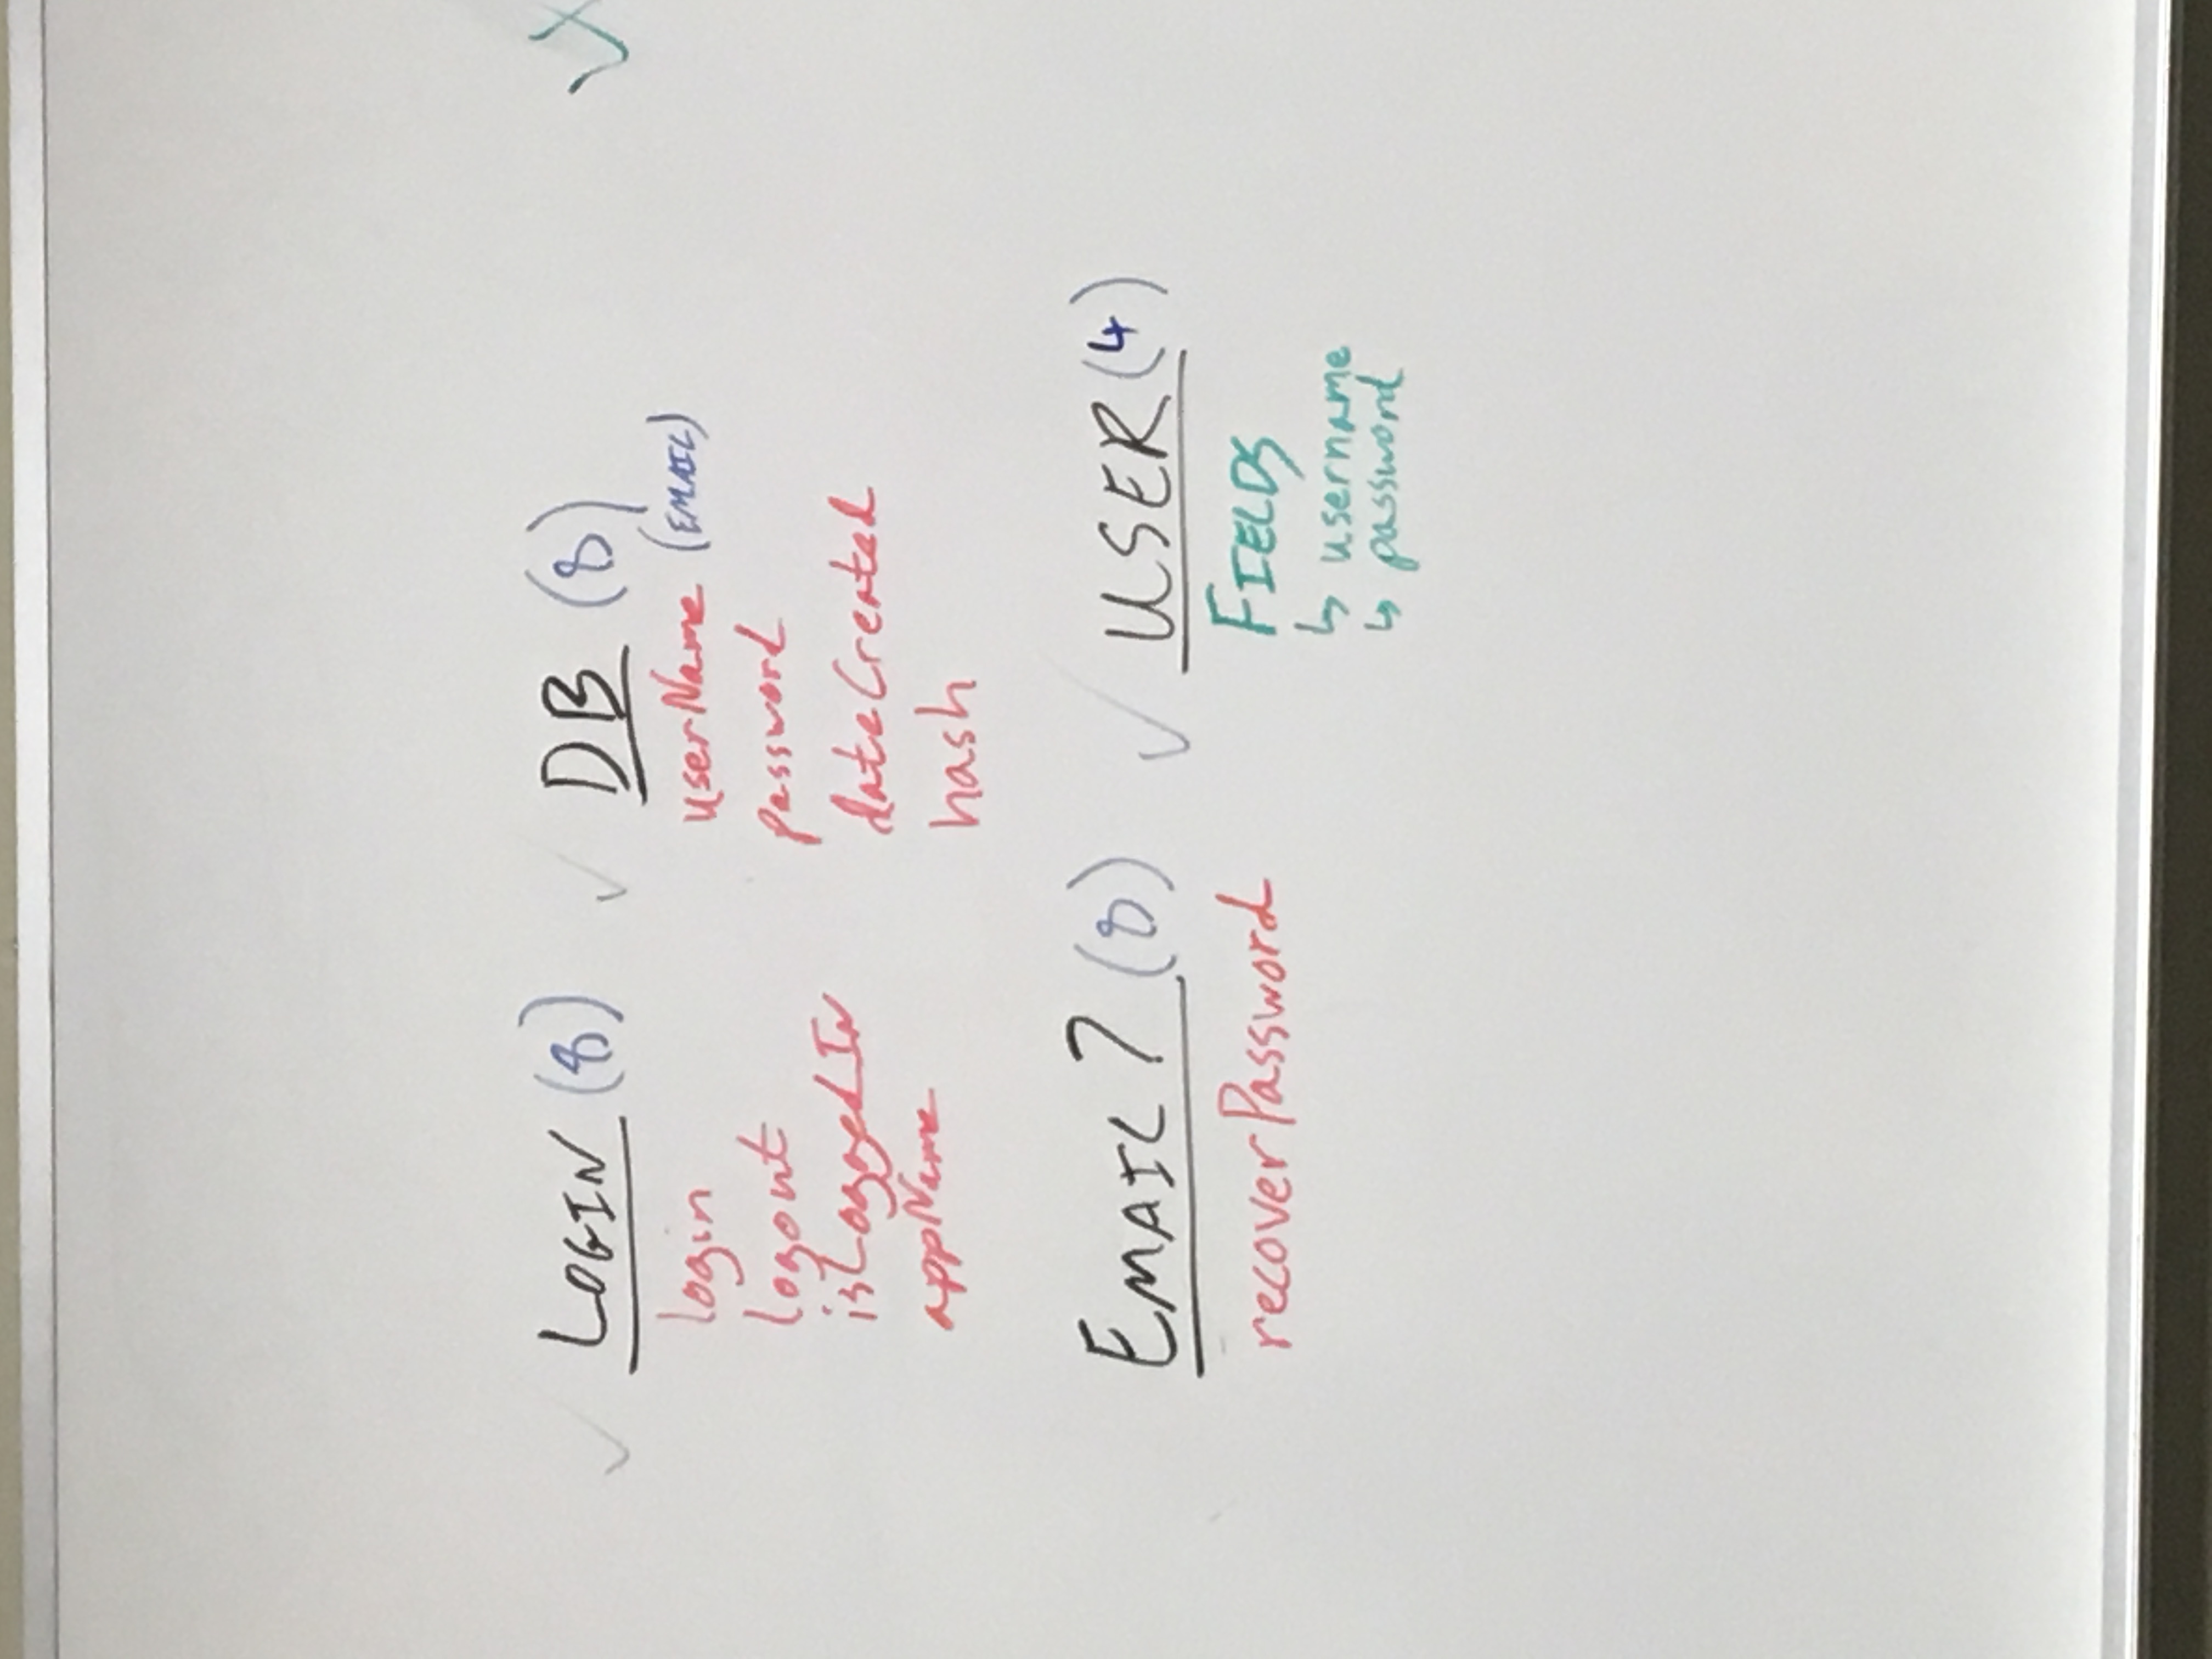 LOGIN (8)
login
logout
isLoggedIn
appName
DB (8)
userName (EMAIL)
password
dateCreated
hash
EMAIL? (8)
recoverPassword
USER (4)
FIELDS
↳ username
↳ password